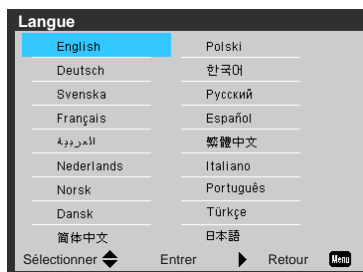 Langue
English Polski
Deutsch 한국어
Svenska Русский
Français Español
العربية 繁體中文
Nederlands Italiano
Norsk Português
Dansk Türkçe
简体中文 日本語
Sélectionner Entrer Retour Menu